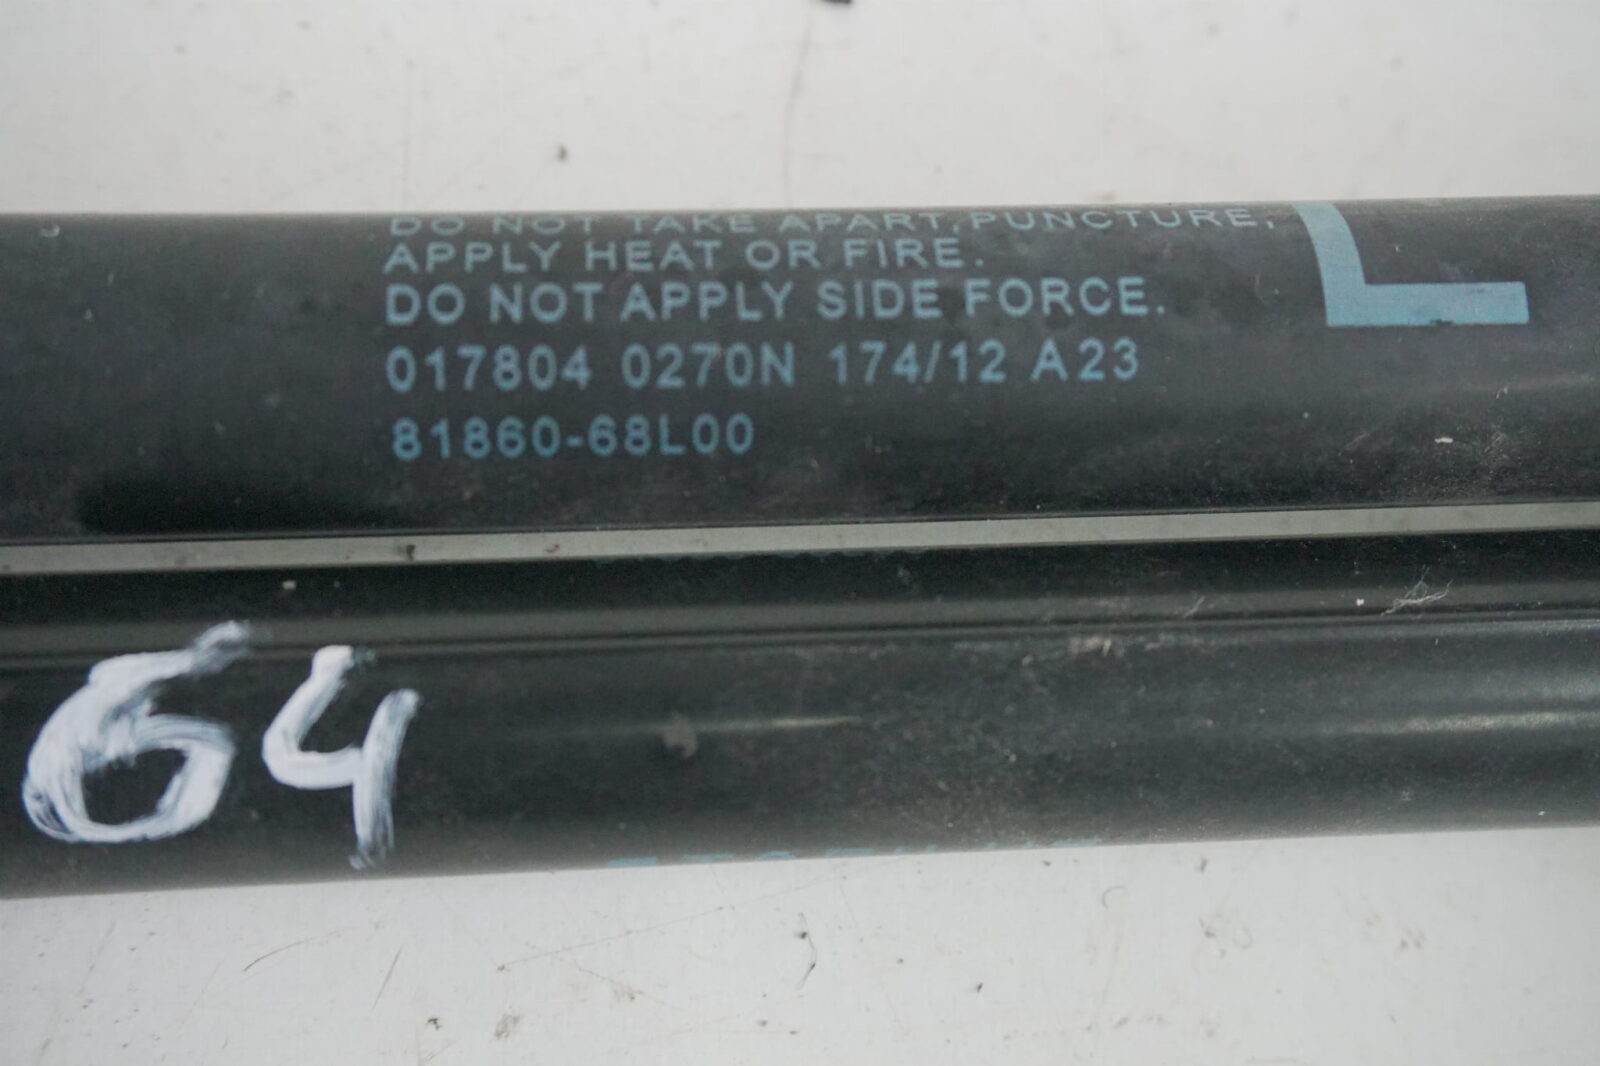 DO NOT TAKE APART, PUNCTURE,
APPLY HEAT OR FIRE.
DO NOT APPLY SIDE FORCE.
017804 0270N 174/12 A23
81860-68L00
L
64